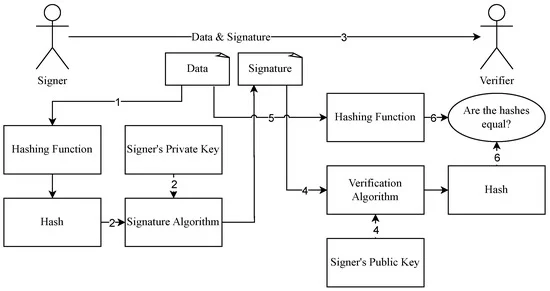 Data & Signature
3
Signer
Verifier
Data
Signature
1
5
6
Hashing Function
Signer's Private Key
Hashing Function
Are the hashes
equal?
2
6
4
Hash
2
Signature Algorithm
Verification
Algorithm
Hash
4
Signer's Public Key